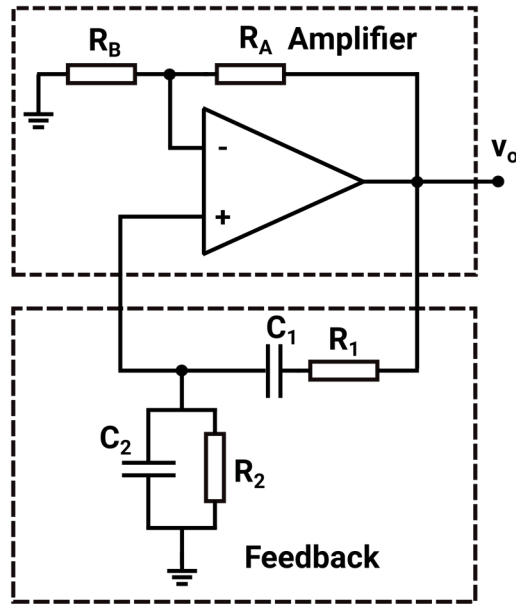 R_B
R_A Amplifier
-
v_o
+
C_1
R_1
C_2
R_2
Feedback